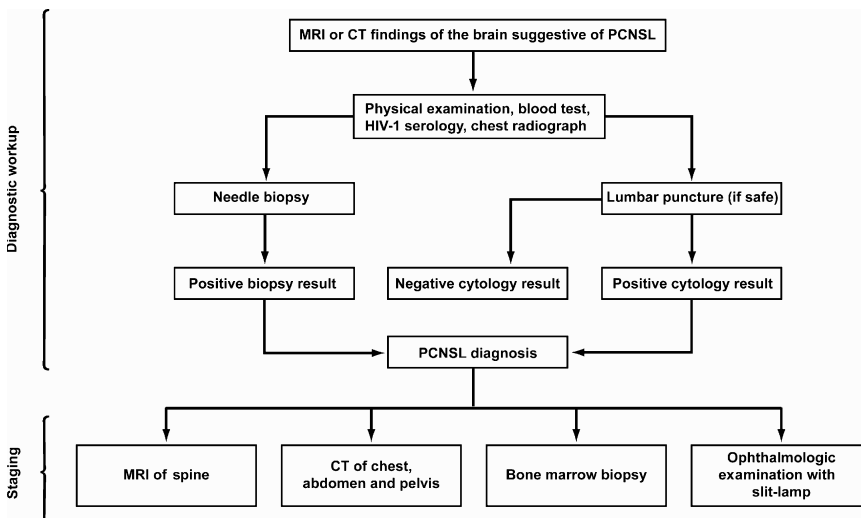 MRI or CT findings of the brain suggestive of PCNSL
Physical examination, blood test,
HIV-1 serology, chest radiograph
Diagnostic workup
Needle biopsy
Lumbar puncture (if safe)
Positive biopsy result
Negative cytology result
Positive cytology result
PCNSL diagnosis
Staging
MRI of spine
CT of chest,
abdomen and pelvis
Bone marrow biopsy
Ophthalmologic
examination with
slit-lamp